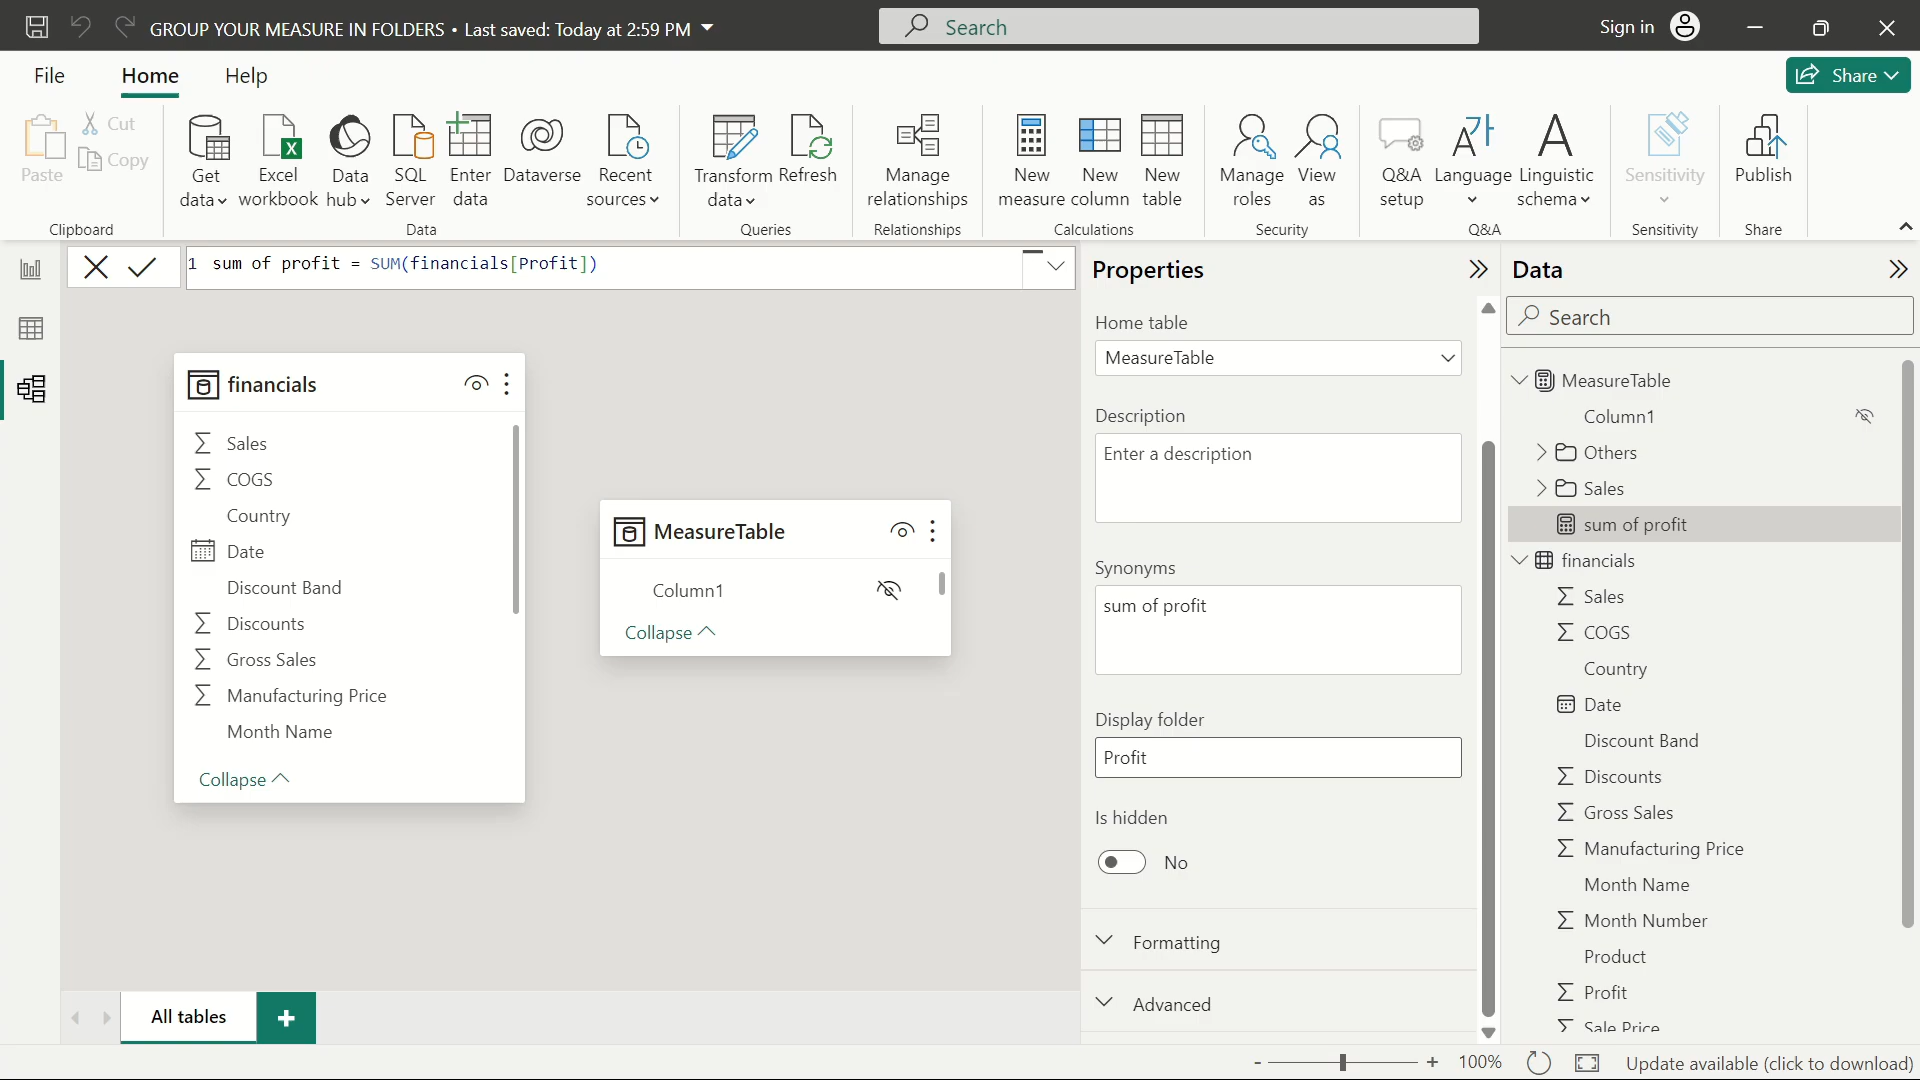 GROUP YOUR MEASURE IN FOLDERS • Last saved: Today at 2:59 PM
Search
Sign in
File
Home
Help
Share
Paste
Cut
Copy
Clipboard
Get data
Excel workbook
Data hub
SQL Server
Enter data
Dataverse
Recent sources
Data
Transform data
Refresh
Queries
Manage relationships
Relationships
New measure
New column
New table
Calculations
Manage roles
View as
Security
Q&A setup
Language
Linguistic schema
Q&A
Sensitivity
Sensitivity
Publish
Share
1 sum of profit = SUM(financials[Profit])
financials
Sales
COGS
Country
Date
Discount Band
Discounts
Gross Sales
Manufacturing Price
Month Name
Collapse
MeasureTable
Column1
Collapse
All tables
Properties
Home table
MeasureTable
Description
Enter a description
Synonyms
sum of profit
Display folder
Profit
Is hidden
No
Formatting
Advanced
Data
Search
MeasureTable
Column1
Others
Sales
sum of profit
financials
Sales
COGS
Country
Date
Discount Band
Discounts
Gross Sales
Manufacturing Price
Month Name
Month Number
Product
Profit
Sale Price
- + 100%
Update available (click to download)